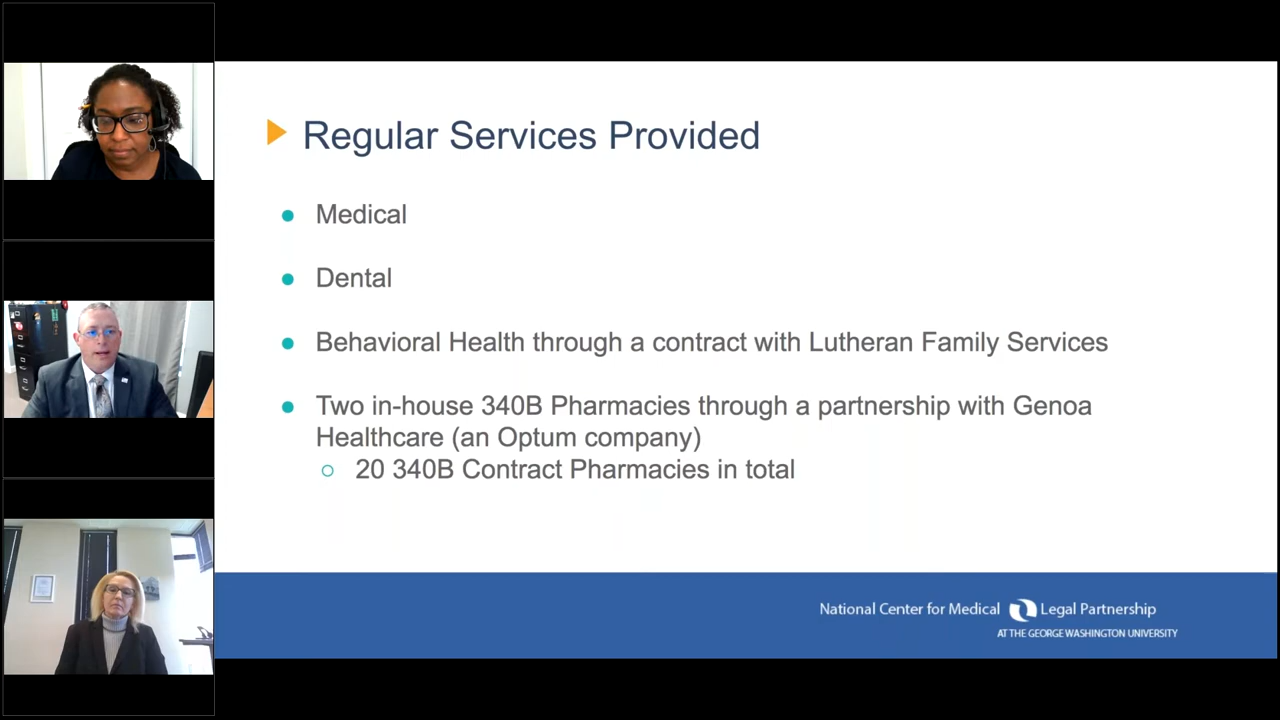 Regular Services Provided
Medical
Dental
Behavioral Health through a contract with Lutheran Family Services
Two in-house 340B Pharmacies through a partnership with Genoa
Healthcare (an Optum company)
20 340B Contract Pharmacies in total
National Center for Medical Legal Partnership
AT THE GEORGE WASHINGTON UNIVERSITY